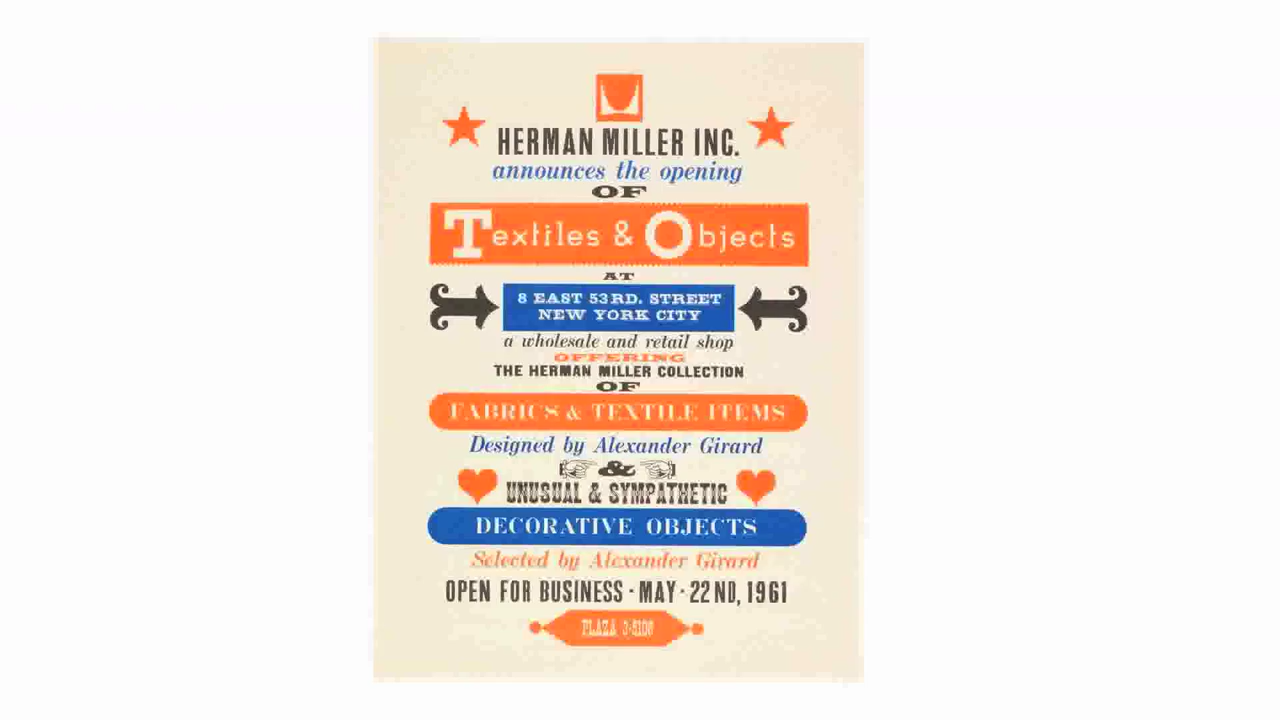 HERMAN MILLER INC.
announces the opening
OF
Textiles & Objects
AT
8 EAST 53RD. STREET
NEW YORK CITY
a wholesale and retail shop
OFFERING
THE HERMAN MILLER COLLECTION
OF
FABRICS & TEXTILE ITEMS
Designed by Alexander Girard
&
UNUSUAL & SYMPATHETIC
DECORATIVE OBJECTS
Selected by Alexander Girard
OPEN FOR BUSINESS · MAY · 22ND, 1961
PLAZA